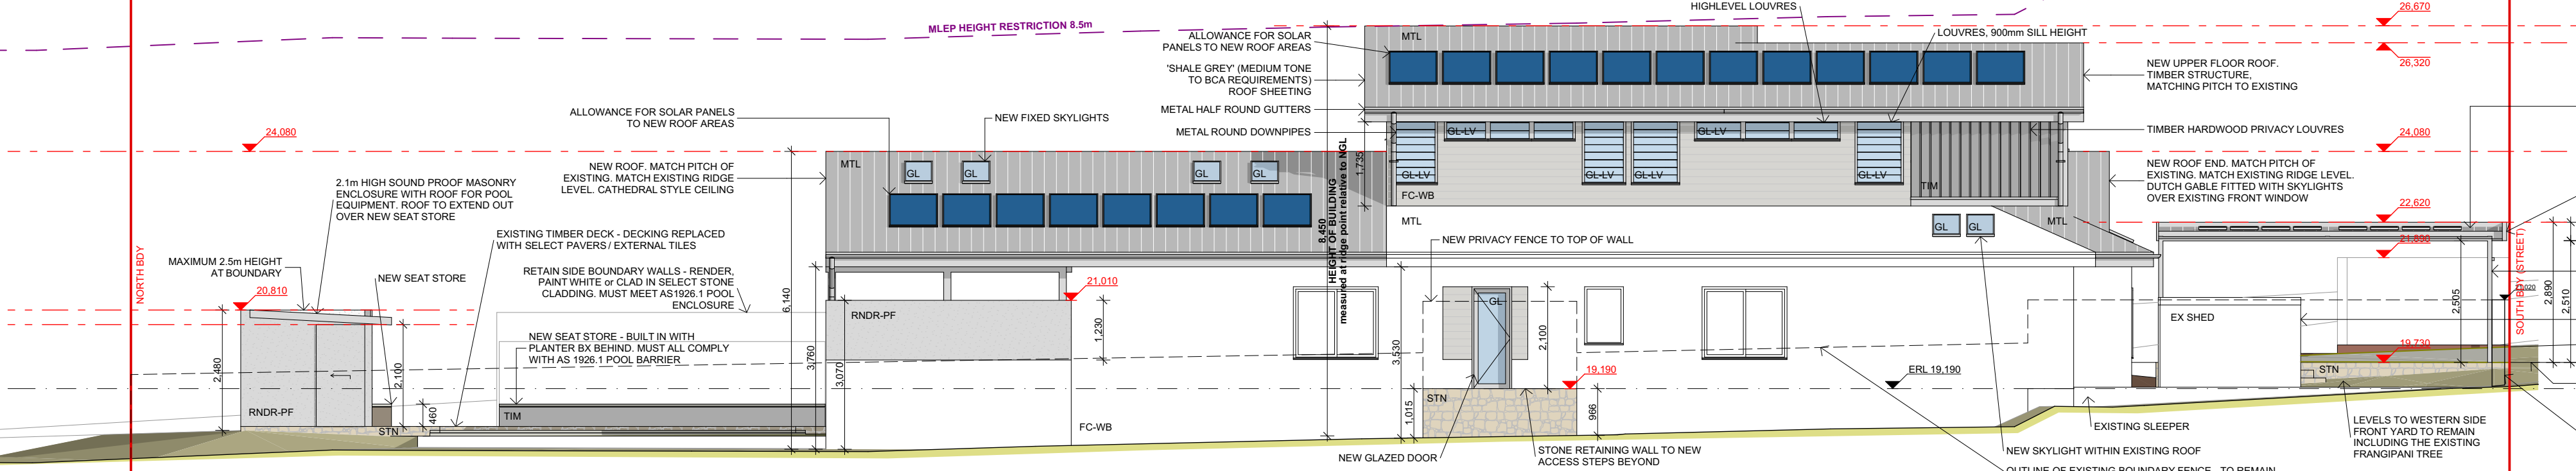 MLEP HEIGHT RESTRICTION 8.5m
HIGHLEVEL LOUVRES
26,670
ALLOWANCE FOR SOLAR
PANELS TO NEW ROOF AREAS
MTL
LOUVRES, 900mm SILL HEIGHT
26,320
'SHALE GREY' (MEDIUM TONE
TO BCA REQUIREMENTS)
ROOF SHEETING
NEW UPPER FLOOR ROOF.
TIMBER STRUCTURE,
MATCHING PITCH TO EXISTING
METAL HALF ROUND GUTTERS
METAL ROUND DOWNPIPES
ALLOWANCE FOR SOLAR PANELS
TO NEW ROOF AREAS
NEW FIXED SKYLIGHTS
24,080
GL-LV
GL-LV
TIMBER HARDWOOD PRIVACY LOUVRES
24,080
NEW ROOF. MATCH PITCH OF
EXISTING. MATCH EXISTING RIDGE
LEVEL. CATHEDRAL STYLE CEILING
MTL
GL
GL
GL
GL
1,735
GL-LV
GL-LV
GL-LV
GL-LV
TIM
FC-WB
NEW ROOF END. MATCH PITCH OF
EXISTING. MATCH EXISTING RIDGE LEVEL.
DUTCH GABLE FITTED WITH SKYLIGHTS
OVER EXISTING FRONT WINDOW
2.1m HIGH SOUND PROOF MASONRY
ENCLOSURE WITH ROOF FOR POOL
EQUIPMENT. ROOF TO EXTEND OUT
OVER NEW SEAT STORE
22,620
MTL
GL
GL
MTL
EXISTING TIMBER DECK - DECKING REPLACED
WITH SELECT PAVERS / EXTERNAL TILES
NEW PRIVACY FENCE TO TOP OF WALL
8,450
HEIGHT OF BUILDING
measured at ridge point relative to NGL
NORTH BDY
SOUTH BDY (STREET)
MAXIMUM 2.5m HEIGHT
AT BOUNDARY
NEW SEAT STORE
RETAIN SIDE BOUNDARY WALLS - RENDER,
PAINT WHITE or CLAD IN SELECT STONE
CLADDING. MUST MEET AS1926.1 POOL
ENCLOSURE
20,810
21,010
6,140
3,760
3,070
RNDR-PF
1,230
3,530
GL
2,100
EX SHED
2,505
2,890
2,510
NEW SEAT STORE - BUILT IN WITH
PLANTER BX BEHIND. MUST ALL COMPLY
WITH AS 1926.1 POOL BARRIER
2,480
2,100
460
19,190
ERL 19,190
19,730
STN
RNDR-PF
STN
TIM
FC-WB
1,015
STN
966
EXISTING SLEEPER
LEVELS TO WESTERN SIDE
FRONT YARD TO REMAIN
INCLUDING THE EXISTING
FRANGIPANI TREE
NEW GLAZED DOOR
STONE RETAINING WALL TO NEW
ACCESS STEPS BEYOND
NEW SKYLIGHT WITHIN EXISTING ROOF
OUTLINE OF EXISTING BOUNDARY FENCE - TO REMAIN